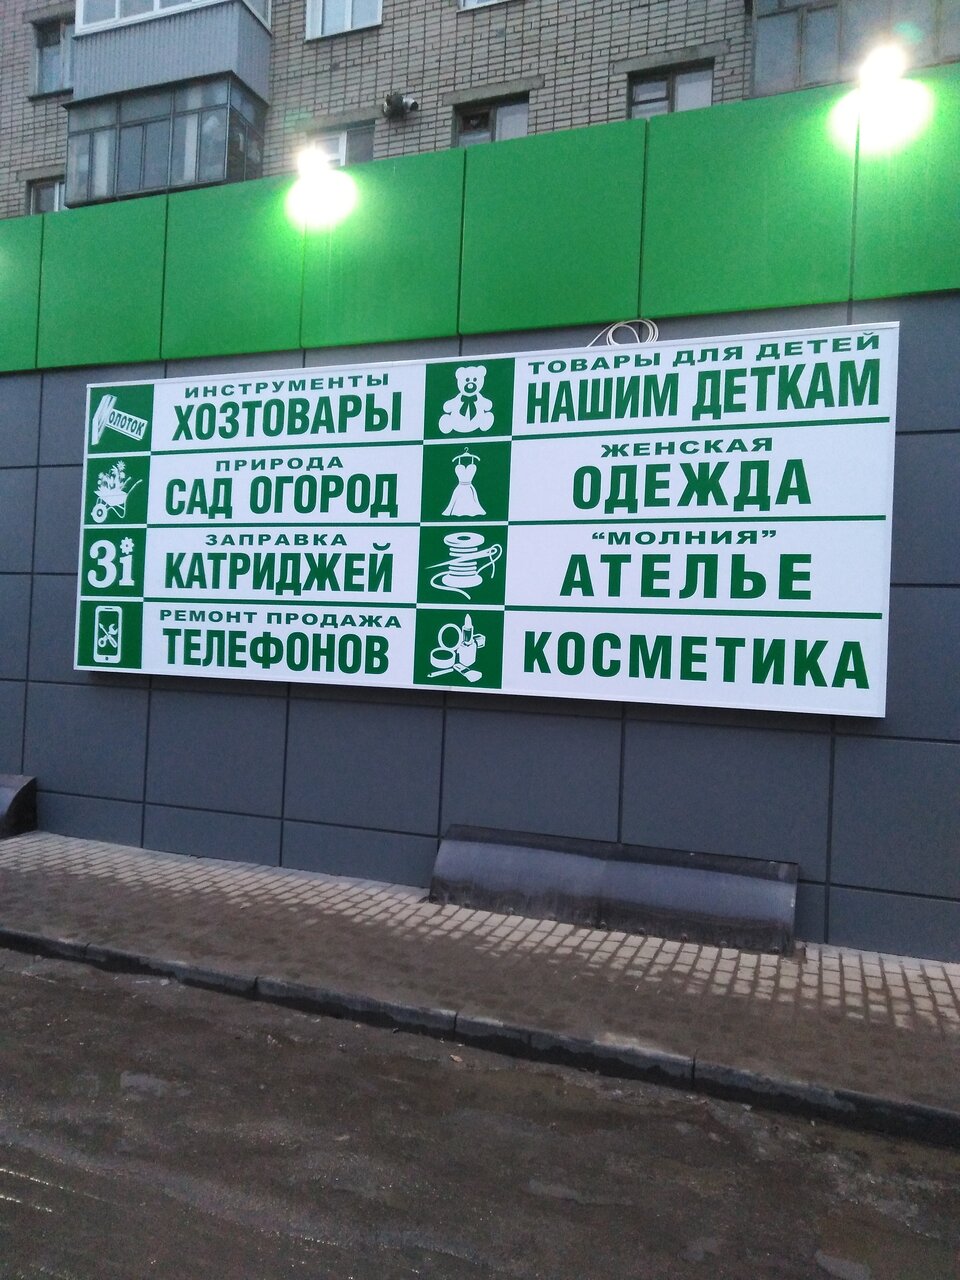 ИНСТРУМЕНТЫ
ХОЗТОВАРЫ
ОЛОТОК
ПРИРОДА
САД ОГОРОД
ЗАПРАВКА
КАТРИДЖЕЙ
3i
РЕМОНТ ПРОДАЖА
ТЕЛЕФОНОВ
ТОВАРЫ ДЛЯ ДЕТЕЙ
НАШИМ ДЕТКАМ
ЖЕНСКАЯ
ОДЕЖДА
“МОЛНИЯ”
АТЕЛЬЕ
КОСМЕТИКА